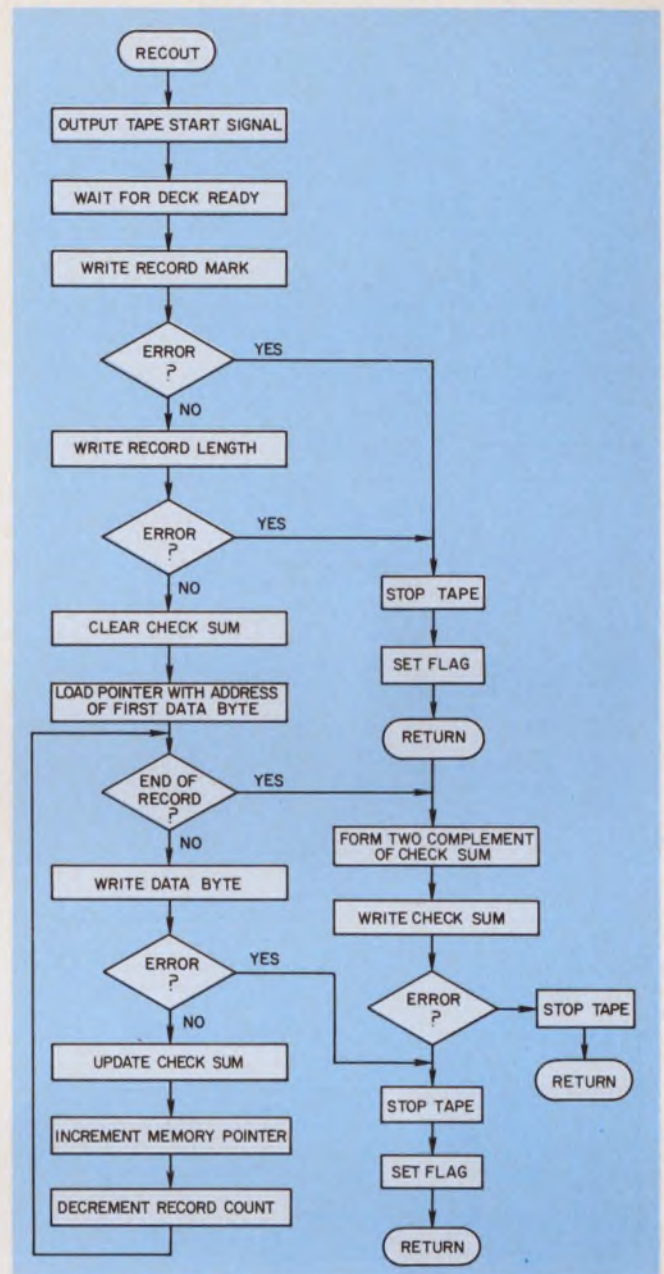 RECOUT
OUTPUT TAPE START SIGNAL
WAIT FOR DECK READY
WRITE RECORD MARK
ERROR
?
YES
NO
WRITE RECORD LENGTH
ERROR
?
YES
NO
CLEAR CHECK SUM
LOAD POINTER WITH ADDRESS
OF FIRST DATA BYTE
END OF
RECORD
?
YES
NO
WRITE DATA BYTE
ERROR
?
YES
NO
UPDATE CHECK SUM
INCREMENT MEMORY POINTER
DECREMENT RECORD COUNT
STOP TAPE
SET FLAG
RETURN
FORM TWO COMPLEMENT
OF CHECK SUM
WRITE CHECK SUM
ERROR
?
STOP TAPE
RETURN
STOP TAPE
SET FLAG
RETURN